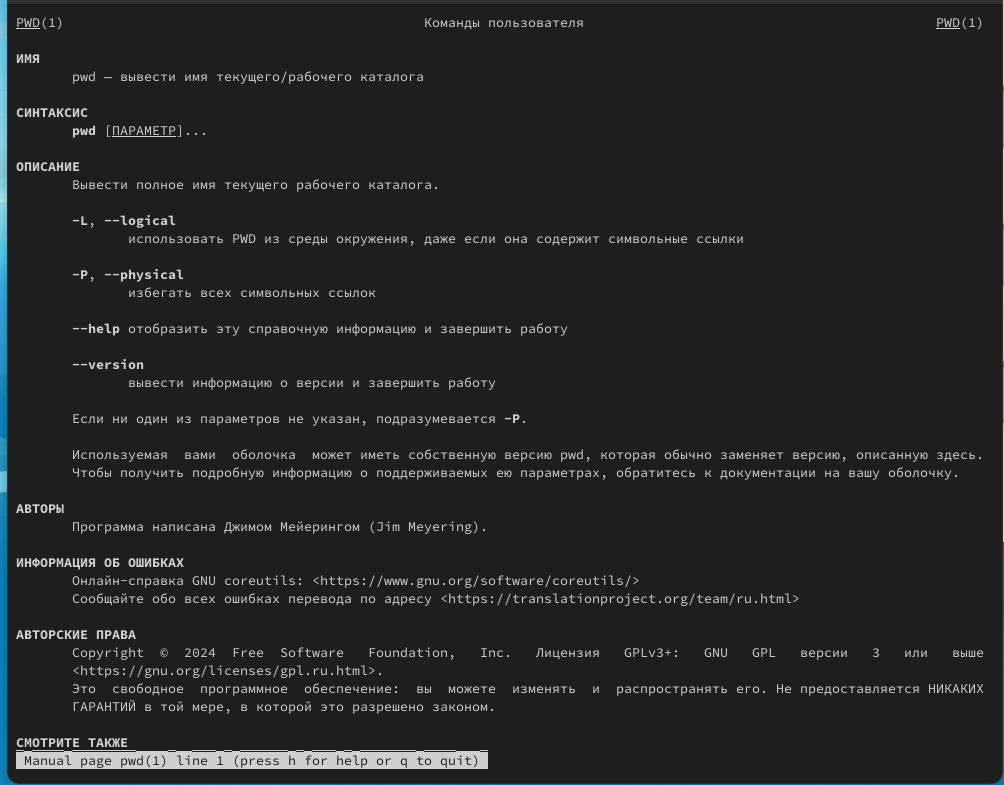 PWD(1) Команды пользователя PWD(1)
ИМЯ
pwd — вывести имя текущего/рабочего каталога
СИНТАКСИС
pwd [ПАРАМЕТР]...
ОПИСАНИЕ
Вывести полное имя текущего рабочего каталога.
-L, --logical
использовать PWD из среды окружения, даже если она содержит символьные ссылки
-P, --physical
избегать всех символьных ссылок
--help отобразить эту справочную информацию и завершить работу
--version
вывести информацию о версии и завершить работу
Если ни один из параметров не указан, подразумевается -P.
Используемая вами оболочка может иметь собственную версию pwd, которая обычно заменяет версию, описанную здесь.
Чтобы получить подробную информацию о поддерживаемых ею параметрах, обратитесь к документации на вашу оболочку.
АВТОРЫ
Программа написана Джимом Мейерингом (Jim Meyering).
ИНФОРМАЦИЯ ОБ ОШИБКАХ
Онлайн-справка GNU coreutils: <https://www.gnu.org/software/coreutils/>
Сообщайте обо всех ошибках перевода по адресу <https://translationproject.org/team/ru.html>
АВТОРСКИЕ ПРАВА
Copyright © 2024 Free Software Foundation, Inc. Лицензия GPLv3+: GNU GPL версии 3 или выше
<https://gnu.org/licenses/gpl.ru.html>.
Это свободное программное обеспечение: вы можете изменять и распространять его. Не предоставляется НИКАКИХ
ГАРАНТИЙ в той мере, в которой это разрешено законом.
СМОТРИТЕ ТАКЖЕ
Manual page pwd(1) line 1 (press h for help or q to quit)